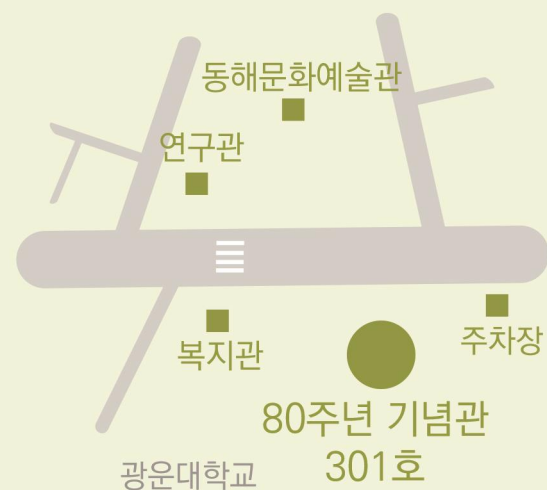 동해문화예술관
연구관
복지관
주차장
80주년 기념관
301호
광운대학교